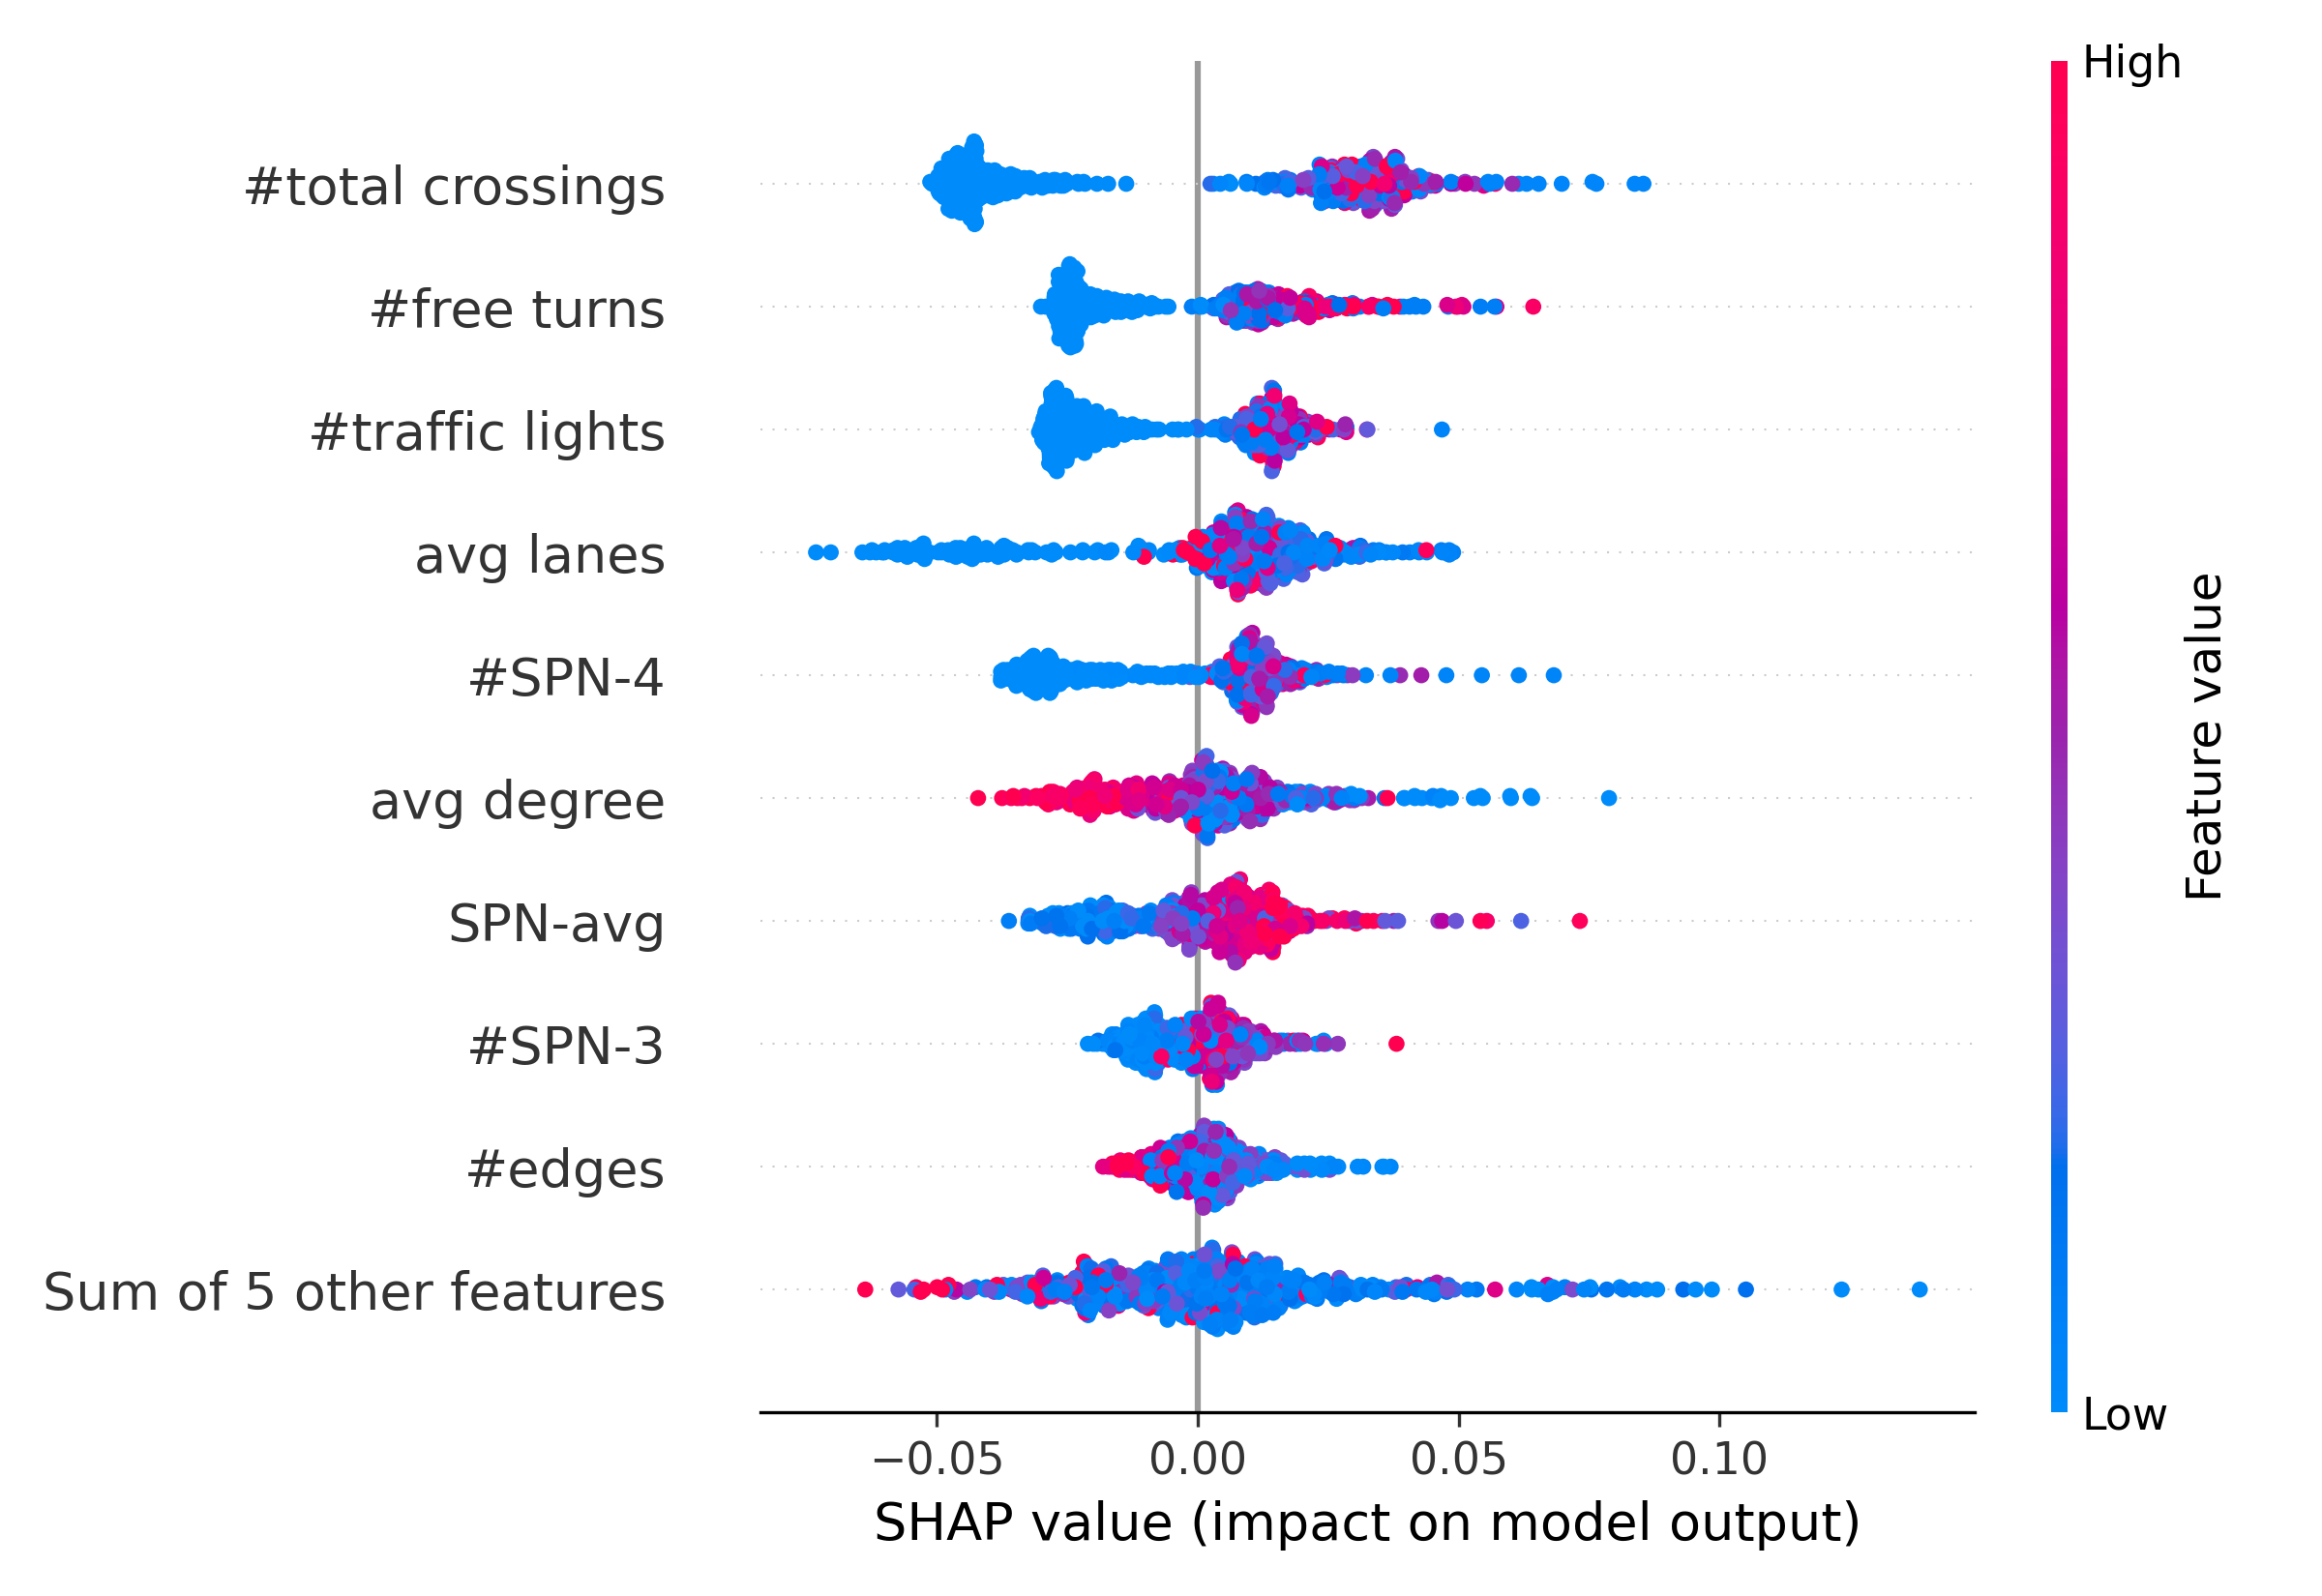 High
#total crossings
#free turns
#traffic lights
avg lanes
#SPN-4
avg degree
SPN-avg
#SPN-3
#edges
Sum of 5 other features
Feature value
Low
−0.05 0.00 0.05 0.10
SHAP value (impact on model output)